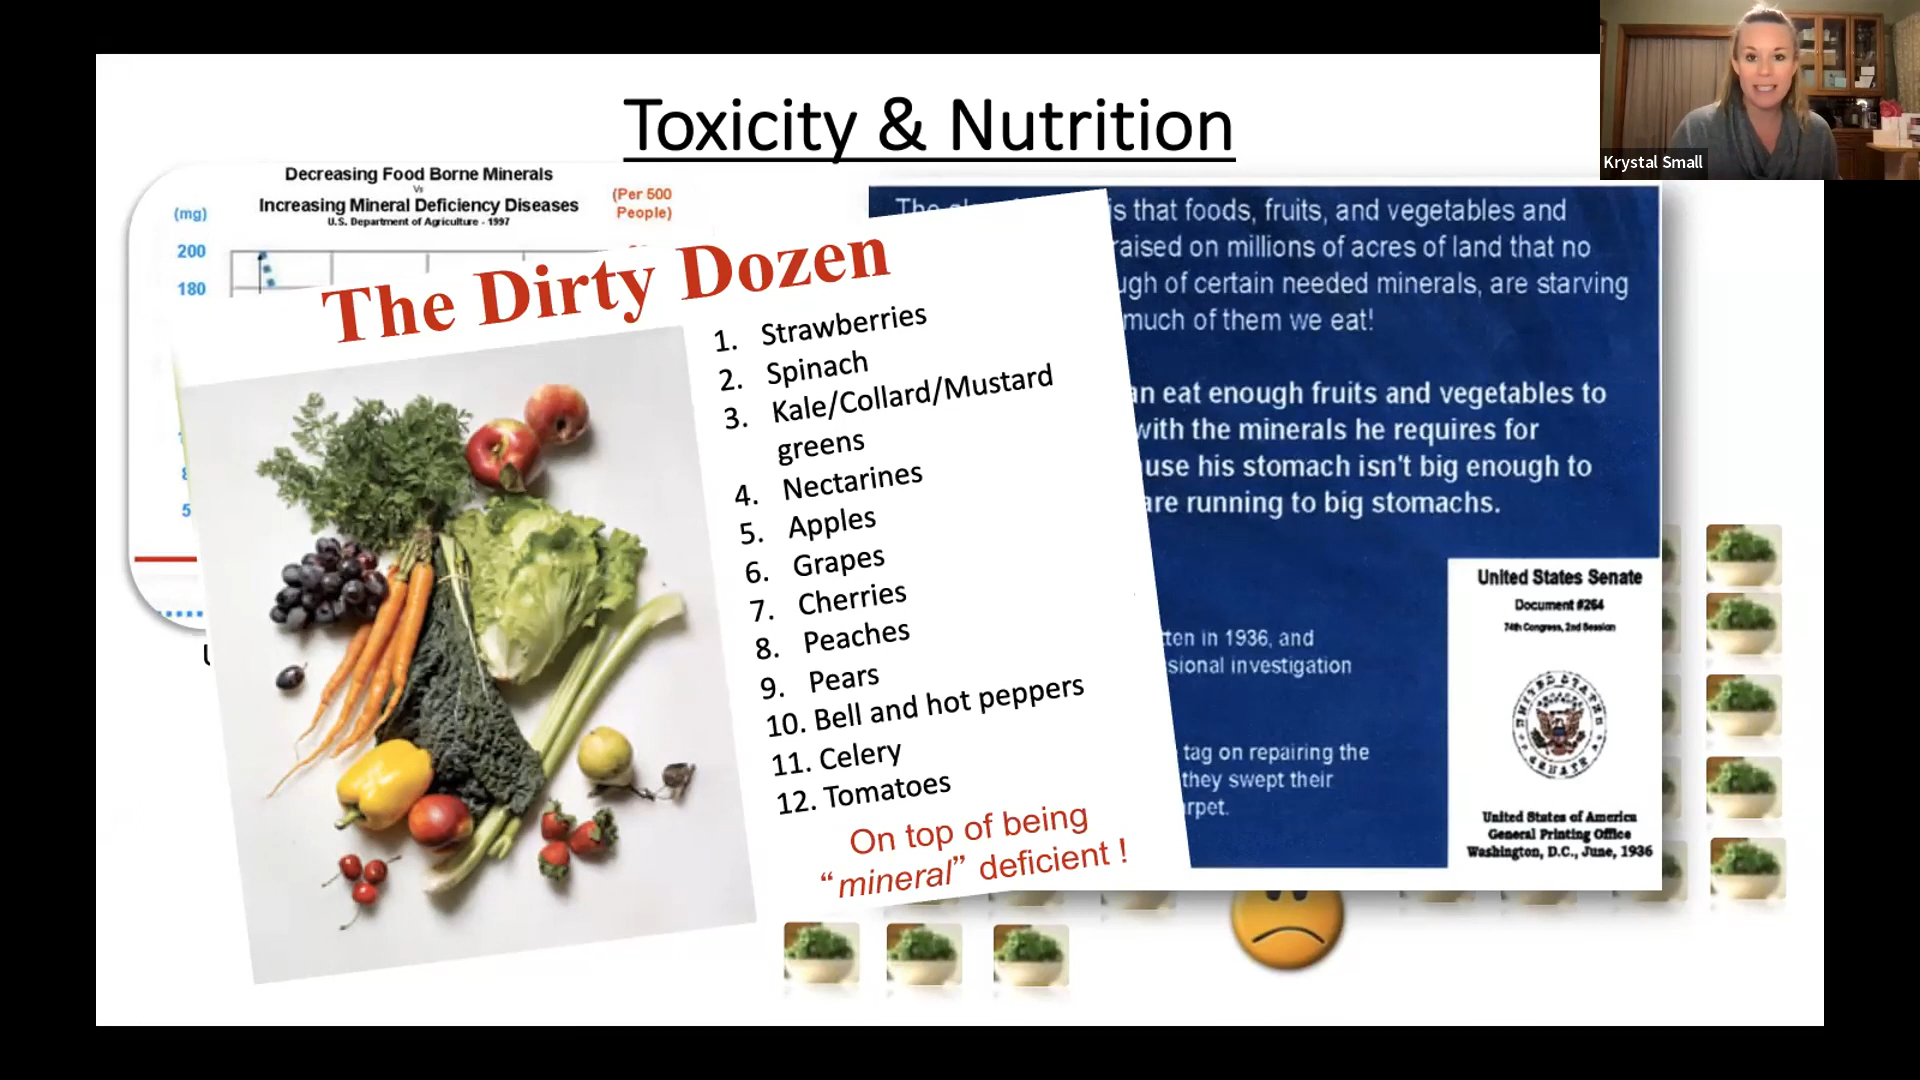 Toxicity & Nutrition
Krystal Small
Decreasing Food Borne Minerals
Vs
Increasing Mineral Deficiency Diseases
U.S. Department of Agriculture - 1997
(Per 500
People)
(mg)
200
180
The Dirty Dozen
1. Strawberries
2. Spinach
3. Kale/Collard/Mustard
greens
4. Nectarines
5. Apples
6. Grapes
7. Cherries
8. Peaches
9. Pears
10. Bell and hot peppers
11. Celery
12. Tomatoes
On top of being
“mineral” deficient !
is that foods, fruits, and vegetables and
raised on millions of acres of land that no
of certain needed minerals, are starving
much of them we eat!
eat enough fruits and vegetables to
with the minerals he requires for
his stomach isn't big enough to
are running to big stomachs.
in 1936, and
investigation
tag on repairing the
they swept their
United States Senate
Document #264
74th Congress, 2nd Session
UNITED STATES
SENATE
United States of America
General Printing Office
Washington, D.C., June, 1936